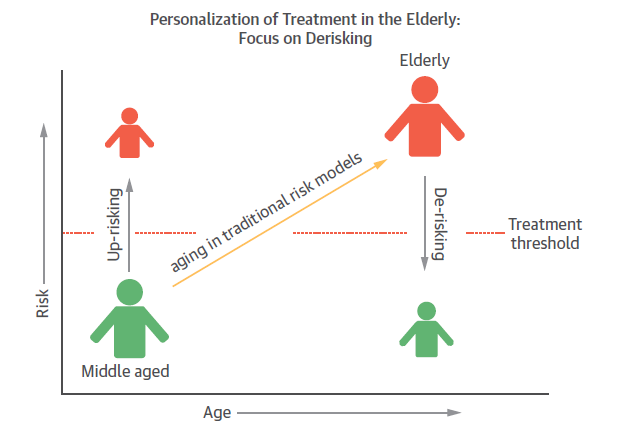 Personalization of Treatment in the Elderly:
Focus on Derisking
Elderly
Up-risking
aging in traditional risk models
De-risking
Treatment
threshold
Risk
Middle aged
Age